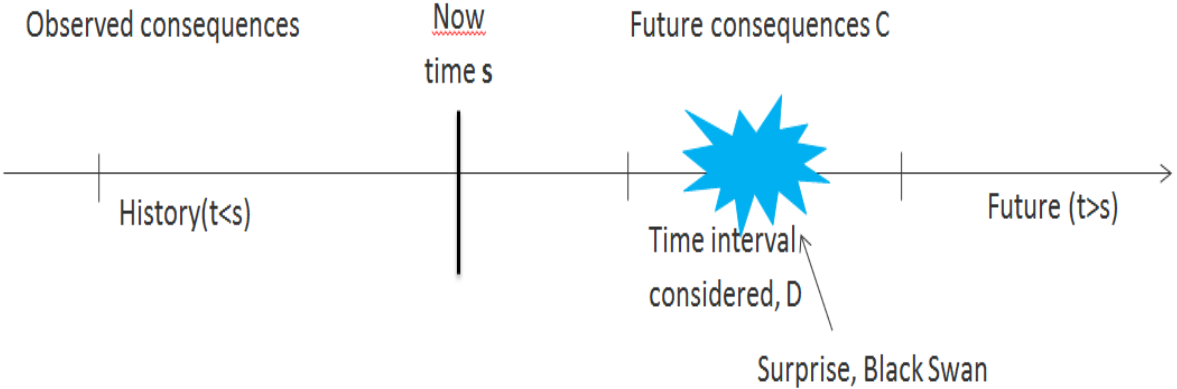 Observed consequences
Now
time s
Future consequences C
History(t<s)
Future (t>s)
Time interval
considered, D
Surprise, Black Swan